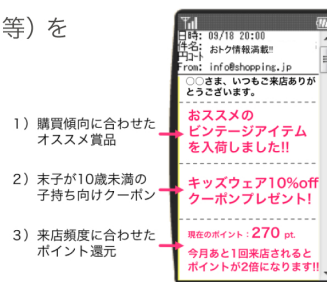 等）を
日時: 09/18 20:00
件名: おトク情報満載!!
From: info@shopping.jp
○○さま、いつもご来店ありが
とうございます。
1）購買傾向に合わせた
オススメ賞品
おススメの
ビンテージアイテム
を入荷しました!!
2）末子が10歳未満の
子持ち向けクーポン
キッズウェア10%off
クーポンプレゼント!
3）来店頻度に合わせた
ポイント還元
現在のポイント：270 pt.
今月あと1回来店されると
ポイントが2倍になります!!